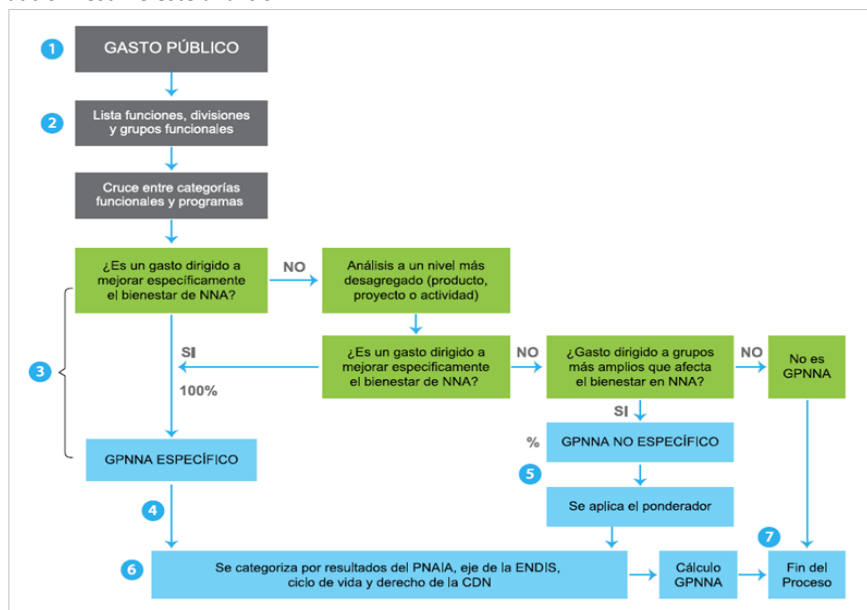 1
GASTO PÚBLICO
2
Lista funciones, divisiones
y grupos funcionales
Cruce entre categorías
funcionales y programas
3
¿Es un gasto dirigido a
mejorar específicamente
el bienestar de NNA?
NO
Análisis a un nivel más
desagregado (producto,
proyecto o actividad)
SI
100%
¿Es un gasto dirigido a
mejorar especificamente
el bienestar de NNA?
NO
¿Gasto dirigido a grupos
más amplios que afecta
el bienestar en NNA?
NO
No es
GPNNA
SI
GPNNA ESPECÍFICO
%
GPNNA NO ESPECÍFICO
4
5
Se aplica el ponderador
6
Se categoriza por resultados del PNAIA, eje de la ENDIS,
ciclo de vida y derecho de la CDN
Cálculo
GPNNA
7
Fin del
Proceso